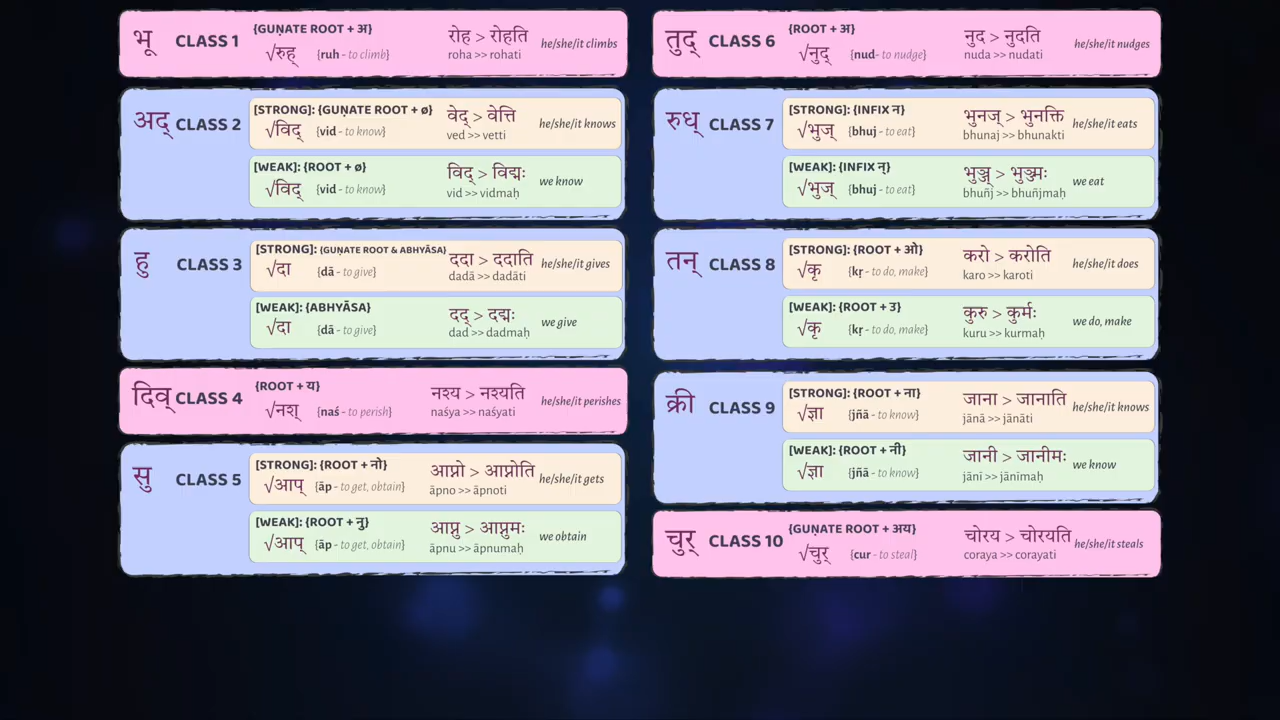 भू CLASS 1
{GUṆATE ROOT + अ}
√रुह् {ruh - to climb}
रोह > रोहति
roha >> rohati
he/she/it climbs
अद् CLASS 2
[STRONG]: {GUṆATE ROOT + ø}
√विद् {vid - to know}
वेद् > वेत्ति
ved >> vetti
he/she/it knows
[WEAK]: {ROOT + ø}
√विद् {vid - to know}
विद् > विद्मः
vid >> vidmaḥ
we know
हु CLASS 3
[STRONG]: {GUṆATE ROOT & ABHYĀSA}
√दा {dā - to give}
ददा > ददाति
dadā >> dadāti
he/she/it gives
[WEAK]: {ABHYĀSA}
√दा {dā - to give}
दद् > दद्मः
dad >> dadmaḥ
we give
दिव् CLASS 4
{ROOT + य}
√नश् {naś - to perish}
नश्य > नश्यति
naśya >> naśyati
he/she/it perishes
सु CLASS 5
[STRONG]: {ROOT + नो}
√आप् {āp - to get, obtain}
आप्नो > आप्नोति
āpno >> āpnoti
he/she/it gets
[WEAK]: {ROOT + नु}
√आप् {āp - to get, obtain}
आप्नु > आप्नुमः
āpnu >> āpnumaḥ
we obtain
तुद् CLASS 6
{ROOT + अ}
√नुद् {nud- to nudge}
नुद > नुदति
nuda >> nudati
he/she/it nudges
रुध् CLASS 7
[STRONG]: {INFIX न}
√भुज् {bhuj - to eat}
भुनज् > भुनक्ति
bhunaj >> bhunakti
he/she/it eats
[WEAK]: {INFIX न्}
√भुज् {bhuj - to eat}
भुञ्ज् > भुञ्ज्मः
bhuñj >> bhuñjmaḥ
we eat
तन् CLASS 8
[STRONG]: {ROOT + ओ}
√कृ {kṛ - to do, make}
करो > करोति
karo >> karoti
he/she/it does
[WEAK]: {ROOT + उ}
√कृ {kṛ - to do, make}
कुरु > कुर्मः
kuru >> kurmaḥ
we do, make
क्री CLASS 9
[STRONG]: {ROOT + ना}
√ज्ञा {jñā - to know}
जाना > जानाति
jānā >> jānāti
he/she/it knows
[WEAK]: {ROOT + नी}
√ज्ञा {jñā - to know}
जानी > जानीमः
jānī >> jānīmaḥ
we know
चुर् CLASS 10
{GUṆATE ROOT + अय}
√चुर् {cur - to steal}
चोरय > चोरयति
coraya >> corayati
he/she/it steals